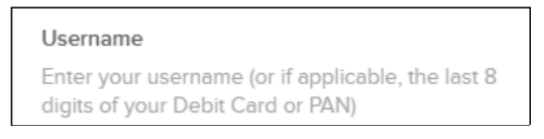 Username
Enter your username (or if applicable, the last 8
digits of your Debit Card or PAN)